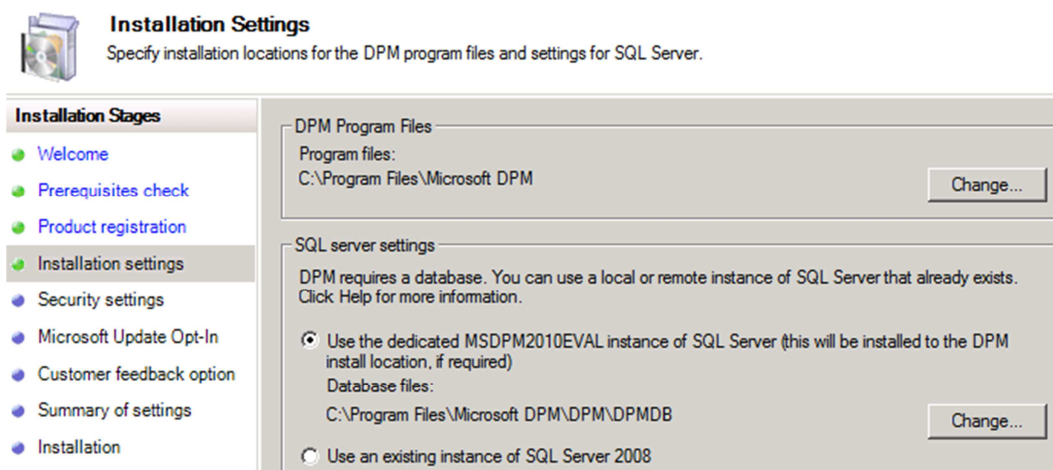 Installation Settings
Specify installation locations for the DPM program files and settings for SQL Server.
Installation Stages
Welcome
Prerequisites check
Product registration
Installation settings
Security settings
Microsoft Update Opt-In
Customer feedback option
Summary of settings
Installation
DPM Program Files
Program files:
C:\Program Files\Microsoft DPM
Change...
SQL server settings
DPM requires a database. You can use a local or remote instance of SQL Server that already exists.
Click Help for more information.
Use the dedicated MSDPM2010EVAL instance of SQL Server (this will be installed to the DPM
install location, if required)
Database files:
C:\Program Files\Microsoft DPM\DPM\DPMDB
Change...
Use an existing instance of SQL Server 2008